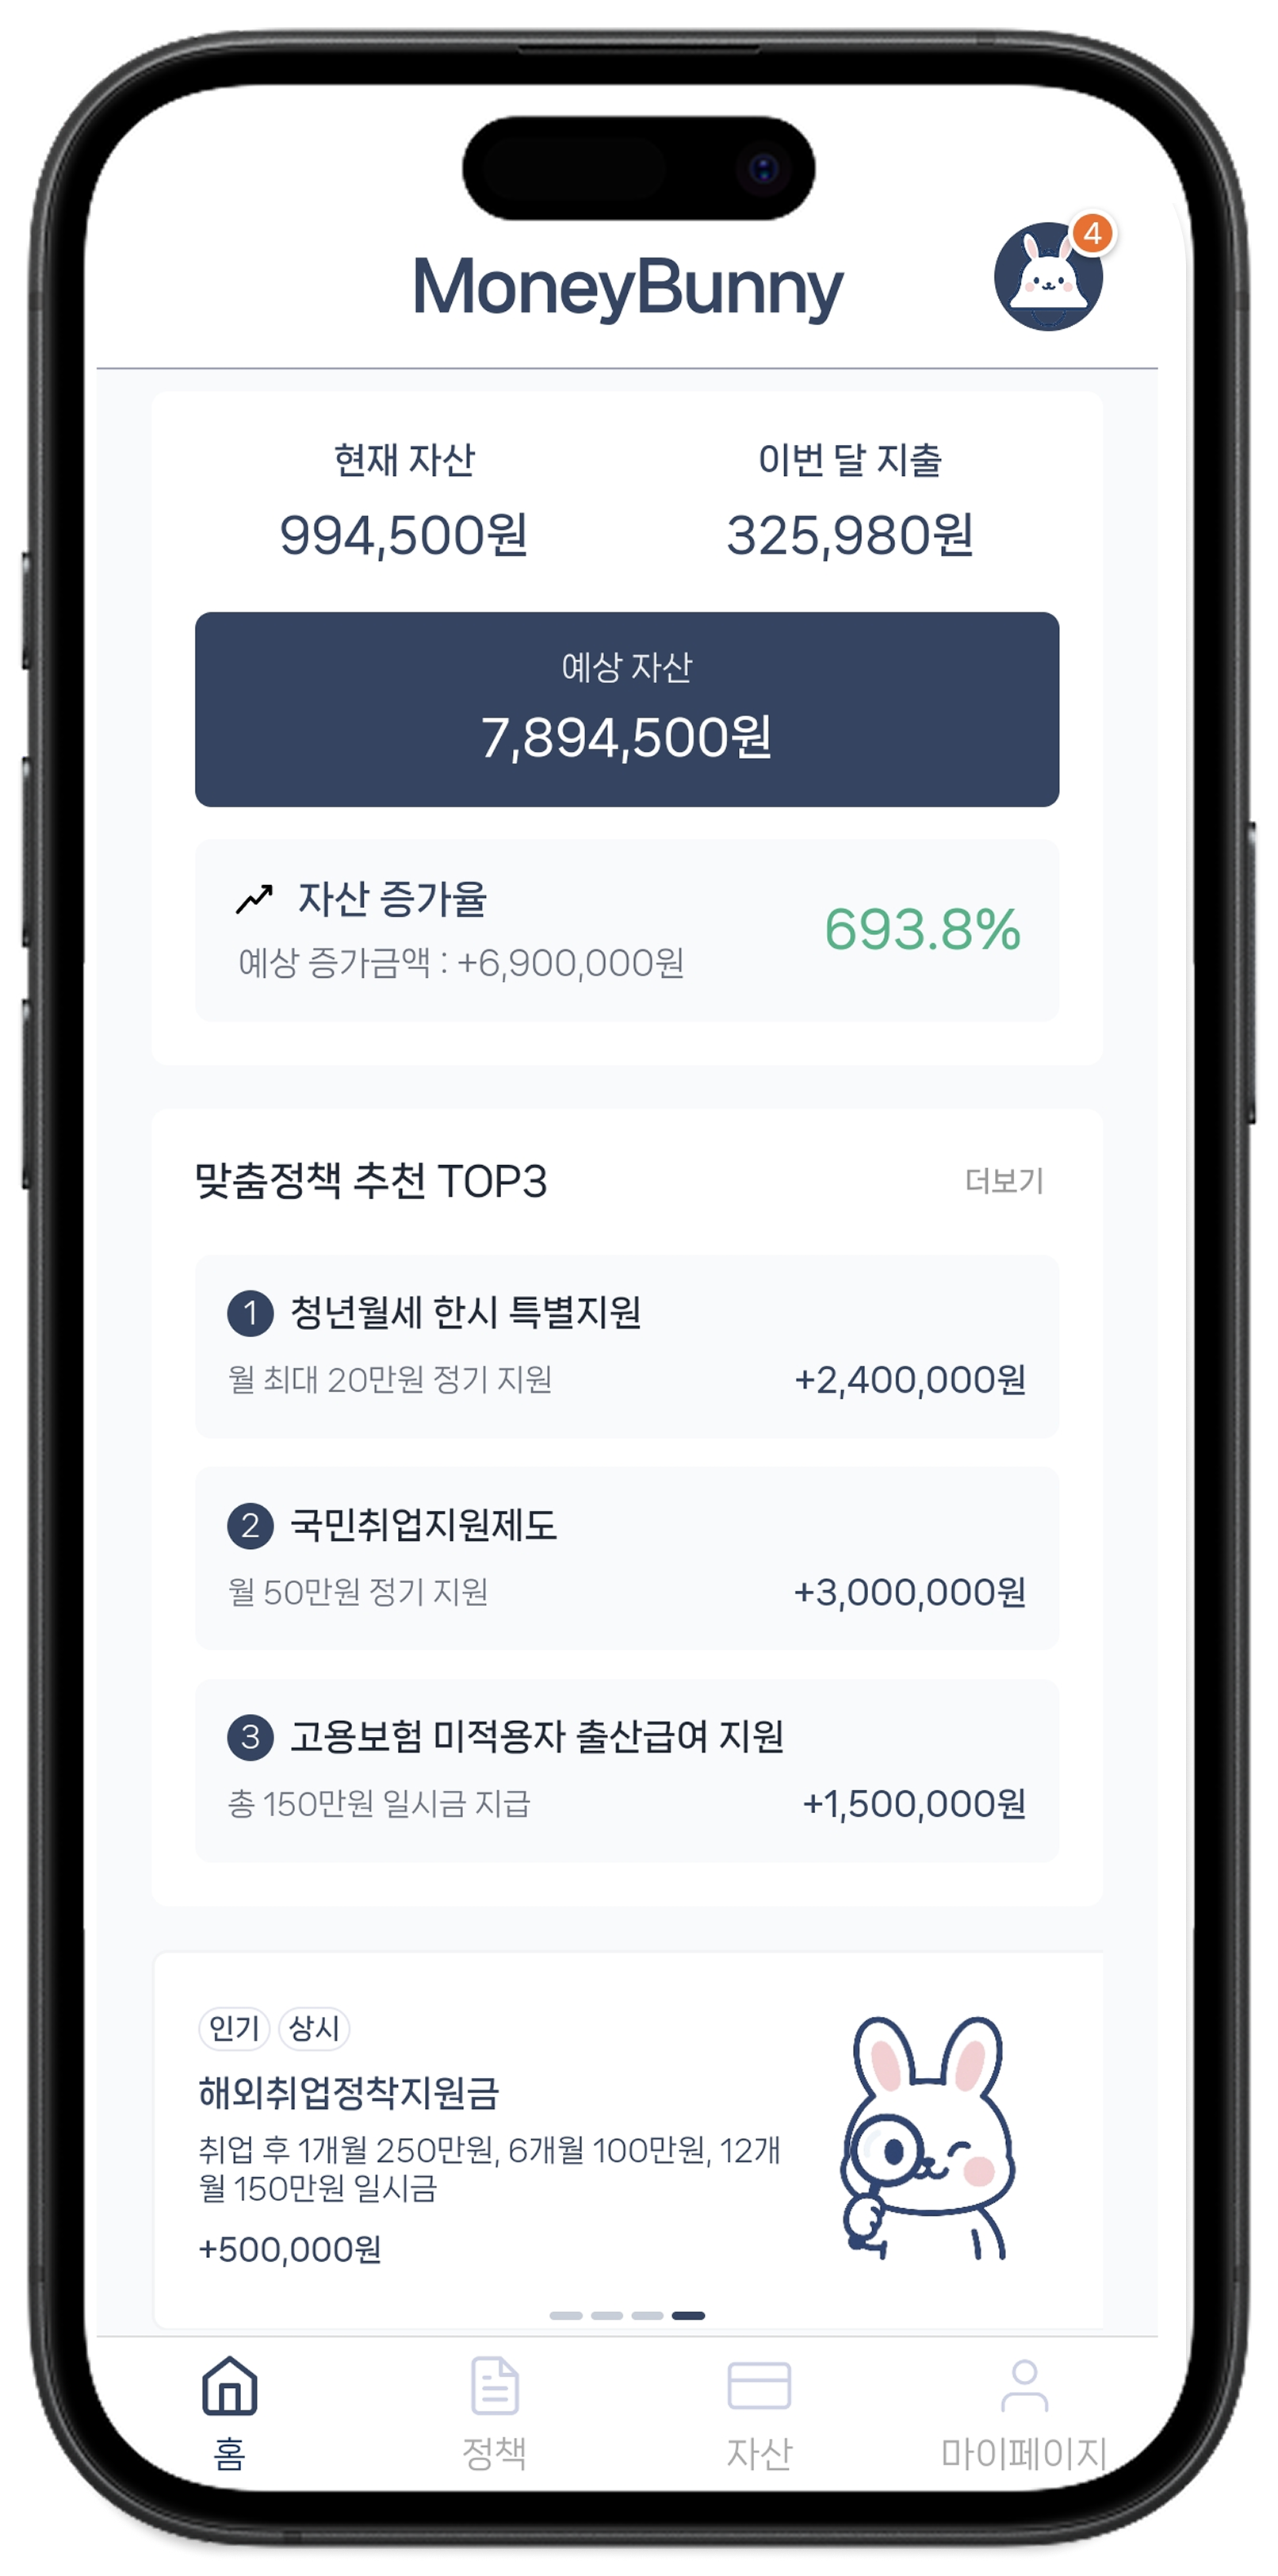 MoneyBunny
4
현재 자산
이번 달 지출
994,500원
325,980원
예상 자산
7,894,500원
자산 증가율
693.8%
예상 증가금액 : +6,900,000원
맞춤정책 추천 TOP3
더보기
1 청년월세 한시 특별지원
월 최대 20만원 정기 지원
+2,400,000원
2 국민취업지원제도
월 50만원 정기 지원
+3,000,000원
3 고용보험 미적용자 출산급여 지원
총 150만원 일시금 지급
+1,500,000원
인기 상시
해외취업정착지원금
취업 후 1개월 250만원, 6개월 100만원, 12개
월 150만원 일시금
+500,000원
홈
정책
자산
마이페이지